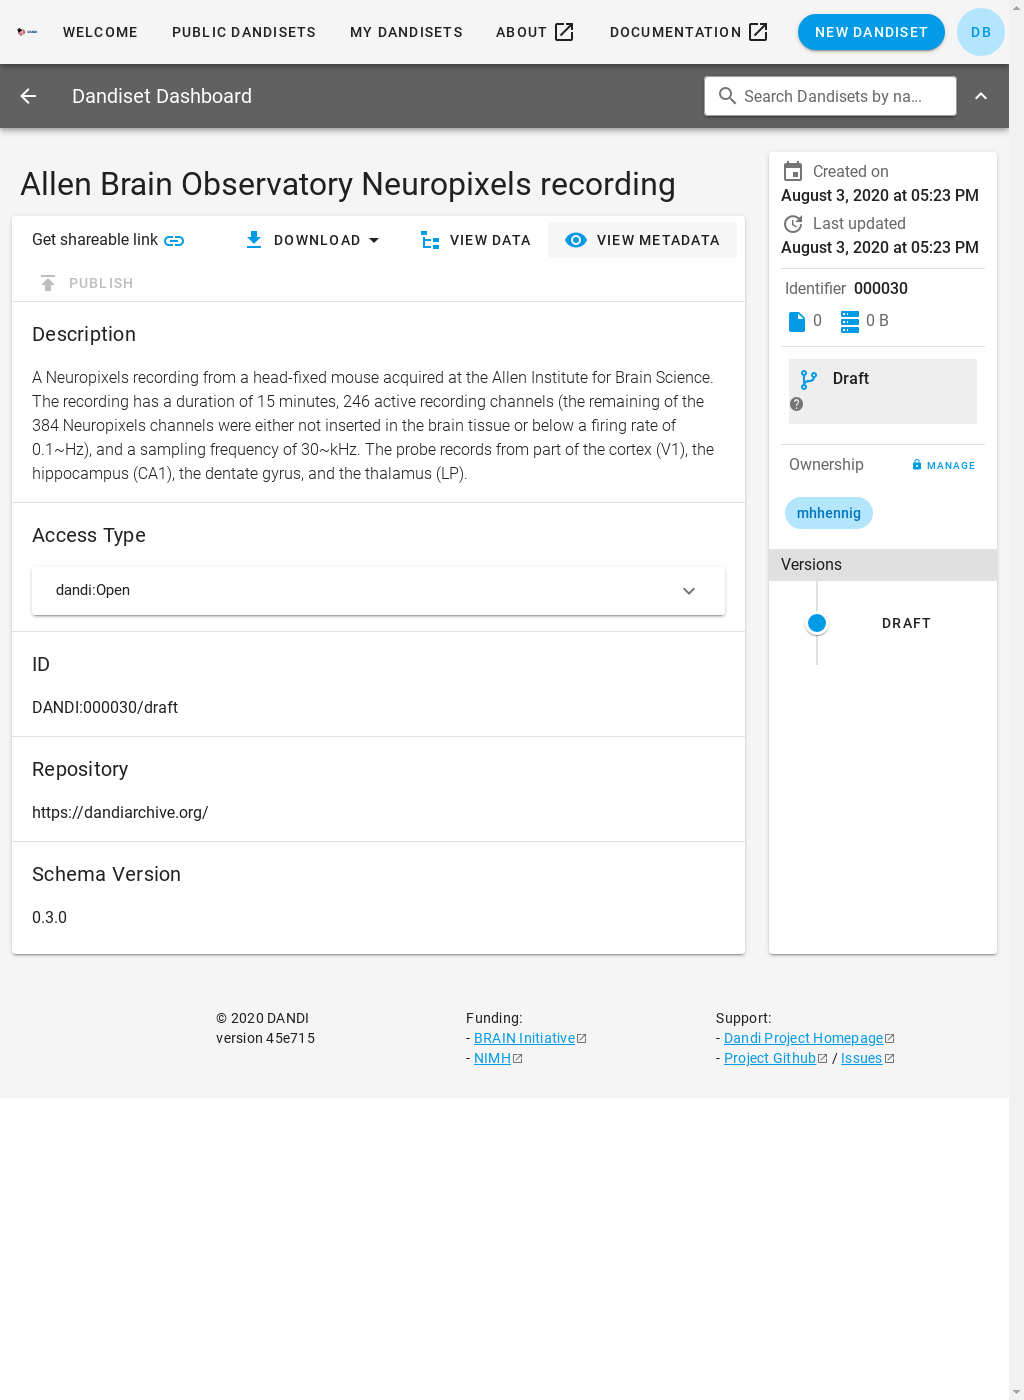 WELCOME PUBLIC DANDISETS MY DANDISETS ABOUT DOCUMENTATION NEW DANDISET DB
Dandiset Dashboard Search Dandisets by na...
Allen Brain Observatory Neuropixels recording
Get shareable link DOWNLOAD VIEW DATA VIEW METADATA
PUBLISH
Description
A Neuropixels recording from a head-fixed mouse acquired at the Allen Institute for Brain Science.
The recording has a duration of 15 minutes, 246 active recording channels (the remaining of the
384 Neuropixels channels were either not inserted in the brain tissue or below a firing rate of
0.1~Hz), and a sampling frequency of 30~kHz. The probe records from part of the cortex (V1), the
hippocampus (CA1), the dentate gyrus, and the thalamus (LP).
Access Type
dandi:Open
ID
DANDI:000030/draft
Repository
https://dandiarchive.org/
Schema Version
0.3.0
Created on
August 3, 2020 at 05:23 PM
Last updated
August 3, 2020 at 05:23 PM
Identifier 000030
0 0 B
Draft
Ownership MANAGE
mhhennig
Versions
DRAFT
© 2020 DANDI
version 45e715
Funding:
- BRAIN Initiative
- NIMH
Support:
- Dandi Project Homepage
- Project Github / Issues